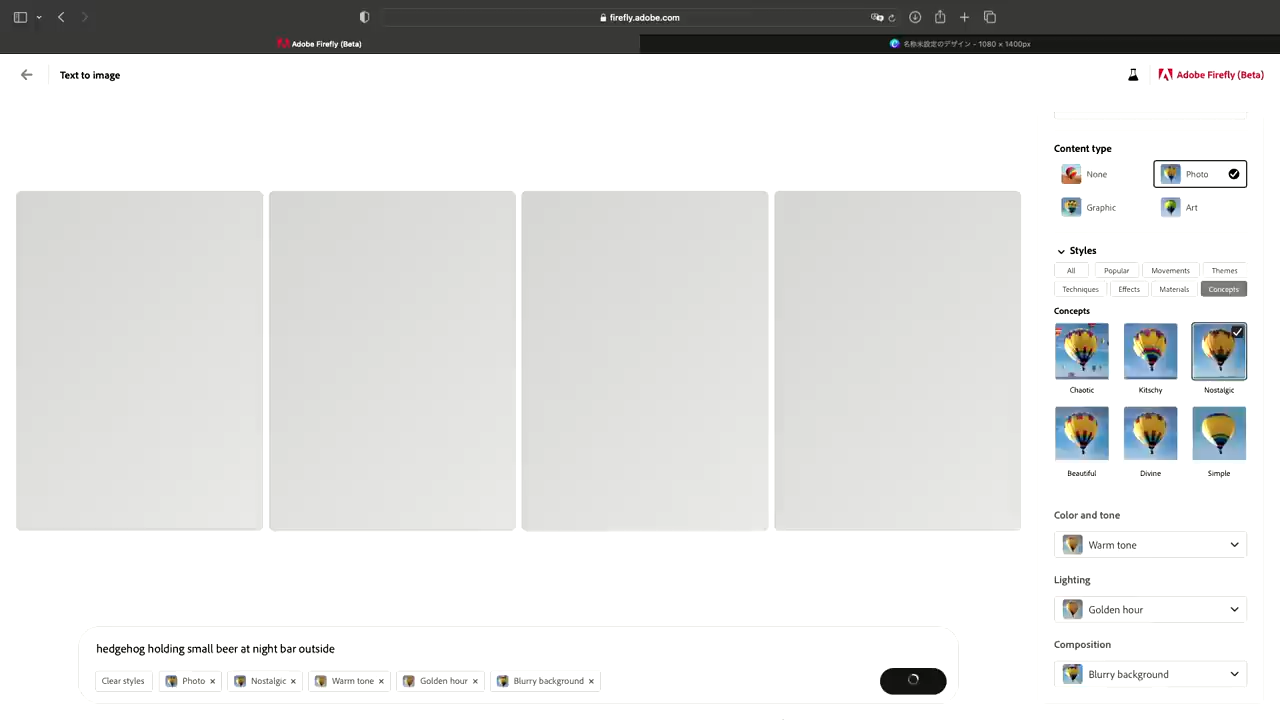 firefly.adobe.com
Adobe Firefly (Beta)
名称未設定のデザイン - 1080 × 1400px
Text to image
Adobe Firefly (Beta)
Content type
None
Photo
Graphic
Art
Styles
All
Popular
Movements
Themes
Techniques
Effects
Materials
Concepts
Concepts
Chaotic
Kitschy
Nostalgic
Beautiful
Divine
Simple
Color and tone
Warm tone
Lighting
Golden hour
Composition
Blurry background
hedgehog holding small beer at night bar outside
Clear styles
Photo ×
Nostalgic ×
Warm tone ×
Golden hour ×
Blurry background ×